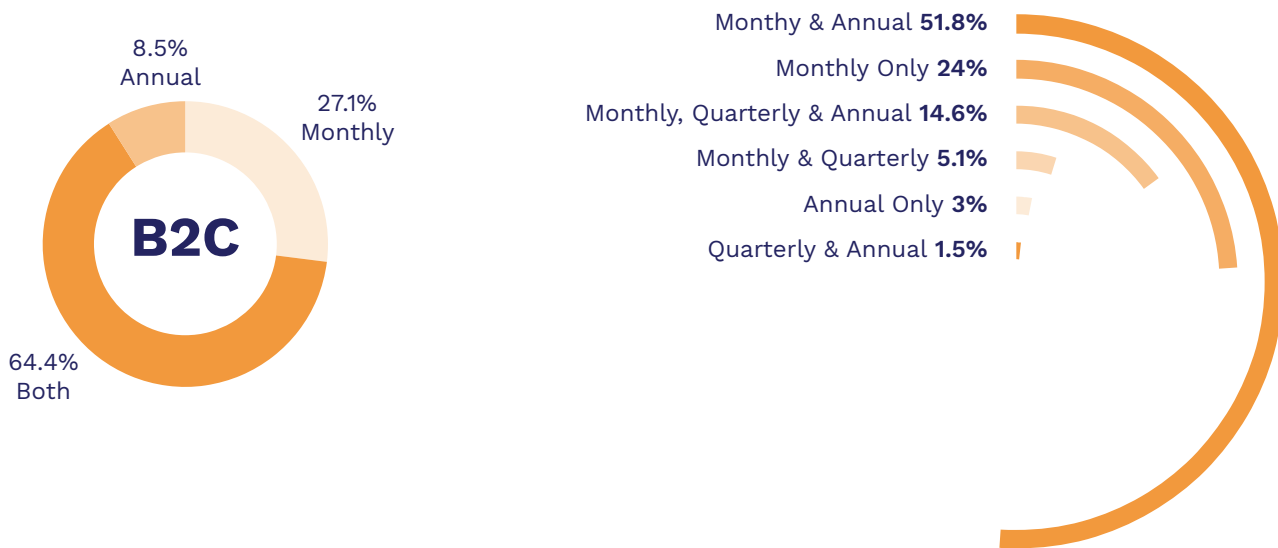 8.5%
Annual
27.1%
Monthly
B2C
64.4%
Both
Monthy & Annual 51.8%
Monthly Only 24%
Monthly, Quarterly & Annual 14.6%
Monthly & Quarterly 5.1%
Annual Only 3%
Quarterly & Annual 1.5%